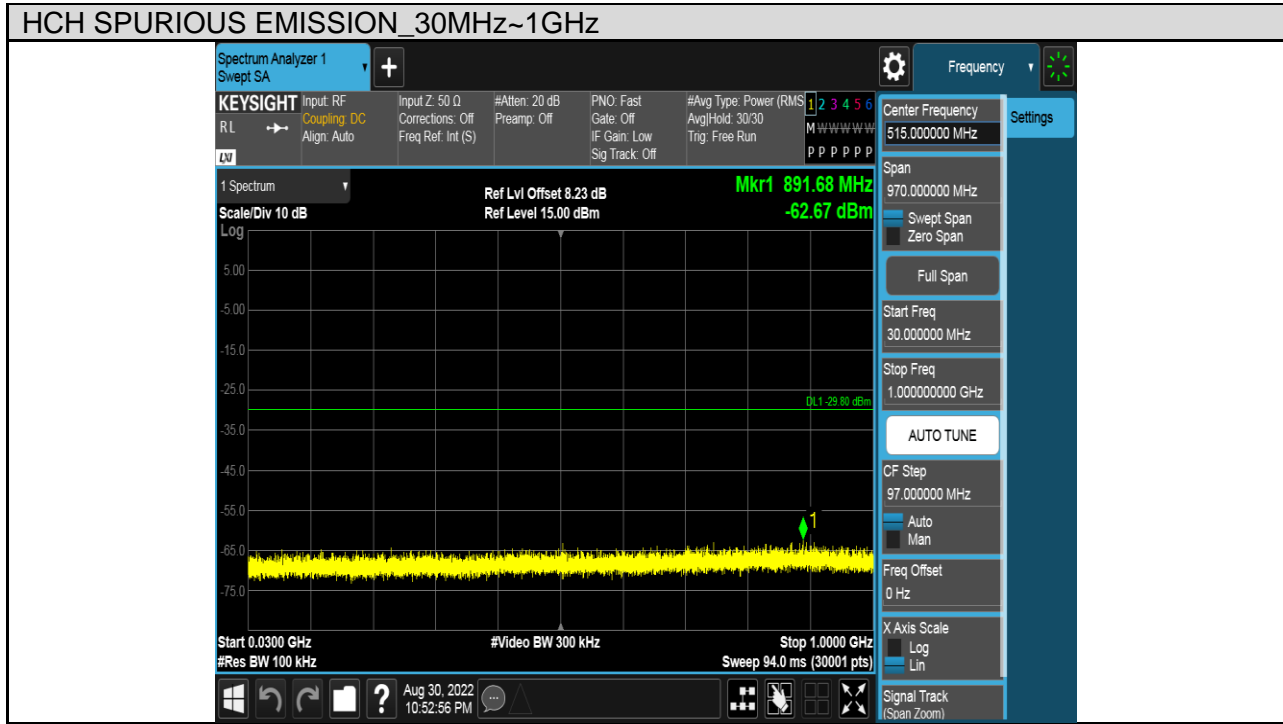 HCH SPURIOUS EMISSION_30MHz~1GHz
Spectrum Analyzer 1
Swept SA
+
Frequency
KEYSIGHT
RL
LXI
Input: RF
Coupling: DC
Align: Auto
Input Z: 50 Ω
Corrections: Off
Freq Ref: Int (S)
#Atten: 20 dB
Preamp: Off
PNO: Fast
Gate: Off
IF Gain: Low
Sig Track: Off
#Avg Type: Power (RMS
Avg|Hold: 30/30
Trig: Free Run
1 2 3 4 5 6
M W W W W W
P P P P P P
1 Spectrum
Scale/Div 10 dB
Log
Ref Lvl Offset 8.23 dB
Ref Level 15.00 dBm
Mkr1 891.68 MHz
-62.67 dBm
5.00
-5.00
-15.0
-25.0
DL1 -29.80 dBm
-35.0
-45.0
-55.0
1
-65.0
-75.0
Start 0.0300 GHz
#Res BW 100 kHz
#Video BW 300 kHz
Stop 1.0000 GHz
Sweep 94.0 ms (30001 pts)
?
Aug 30, 2022
10:52:56 PM
Center Frequency
515.000000 MHz
Settings
Span
970.000000 MHz
Swept Span
Zero Span
Full Span
Start Freq
30.000000 MHz
Stop Freq
1.000000000 GHz
AUTO TUNE
CF Step
97.000000 MHz
Auto
Man
Freq Offset
0 Hz
X Axis Scale
Log
Lin
Signal Track
(Span Zoom)